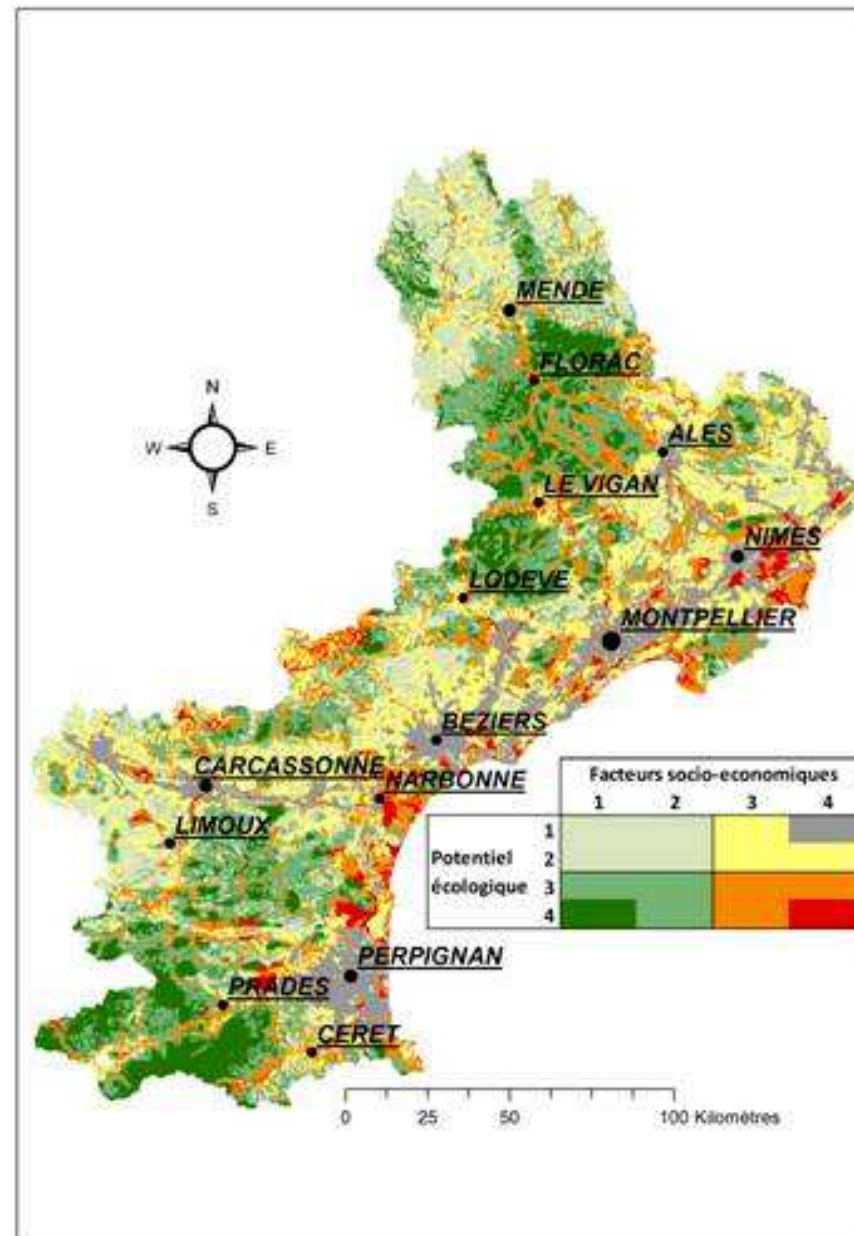 MENDE
FLORAC
N
W E
S
ALES
LE VIGAN
NIMES
LODEVE
MONTPELLIER
BEZIERS
CARCASSONNE
NARBONNE
LIMOUX
Facteurs socio-economiques
1 2 3 4
1
Potentiel 2
écologique 3
4
PERPIGNAN
PRADES
CERET
0 25 50 100 Kilomètres